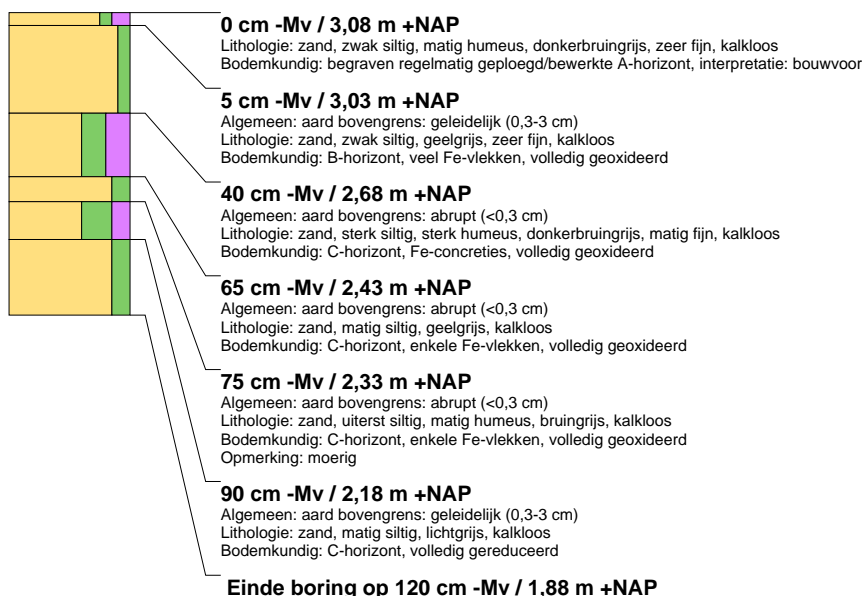 0 cm -Mv / 3,08 m +NAP
Lithologie: zand, zwak siltig, matig humeus, donkerbruingrijs, zeer fijn, kalkloos
Bodemkundig: begraven regelmatig geploegd/bewerkte A-horizont, interpretatie: bouwvoor
5 cm -Mv / 3,03 m +NAP
Algemeen: aard bovengrens: geleidelijk (0,3-3 cm)
Lithologie: zand, zwak siltig, geelgrijs, zeer fijn, kalkloos
Bodemkundig: B-horizont, veel Fe-vlekken, volledig geoxideerd
40 cm -Mv / 2,68 m +NAP
Algemeen: aard bovengrens: abrupt (<0,3 cm)
Lithologie: zand, sterk siltig, sterk humeus, donkerbruingrijs, matig fijn, kalkloos
Bodemkundig: C-horizont, Fe-concreties, volledig geoxideerd
65 cm -Mv / 2,43 m +NAP
Algemeen: aard bovengrens: abrupt (<0,3 cm)
Lithologie: zand, matig siltig, geelgrijs, kalkloos
Bodemkundig: C-horizont, enkele Fe-vlekken, volledig geoxideerd
75 cm -Mv / 2,33 m +NAP
Algemeen: aard bovengrens: abrupt (<0,3 cm)
Lithologie: zand, uiterst siltig, matig humeus, bruingrijs, kalkloos
Bodemkundig: C-horizont, enkele Fe-vlekken, volledig geoxideerd
Opmerking: moerig
90 cm -Mv / 2,18 m +NAP
Algemeen: aard bovengrens: geleidelijk (0,3-3 cm)
Lithologie: zand, matig siltig, lichtgrijs, kalkloos
Bodemkundig: C-horizont, volledig gereduceerd
Einde boring op 120 cm -Mv / 1,88 m +NAP